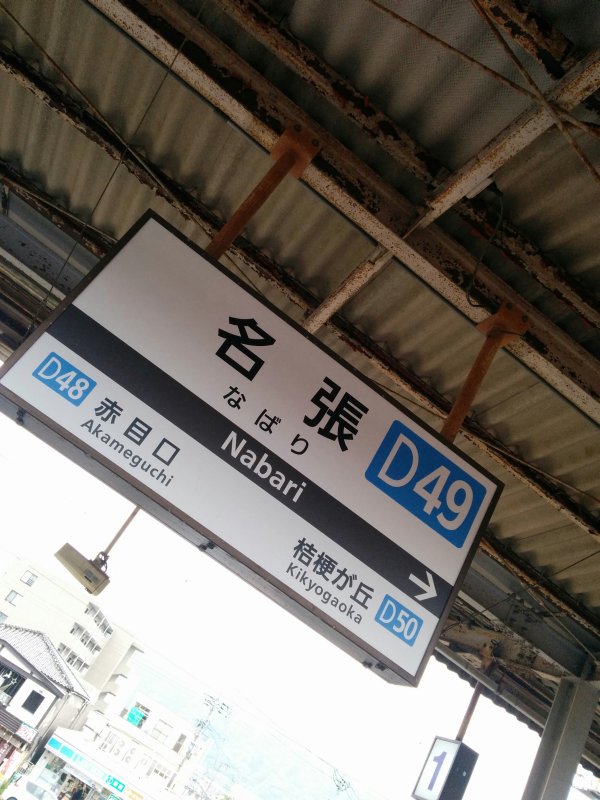 名張
なばり
D49
Nabari
D48
赤目口
Akameguchi
桔梗が丘
Kikyogaoka
D50
1